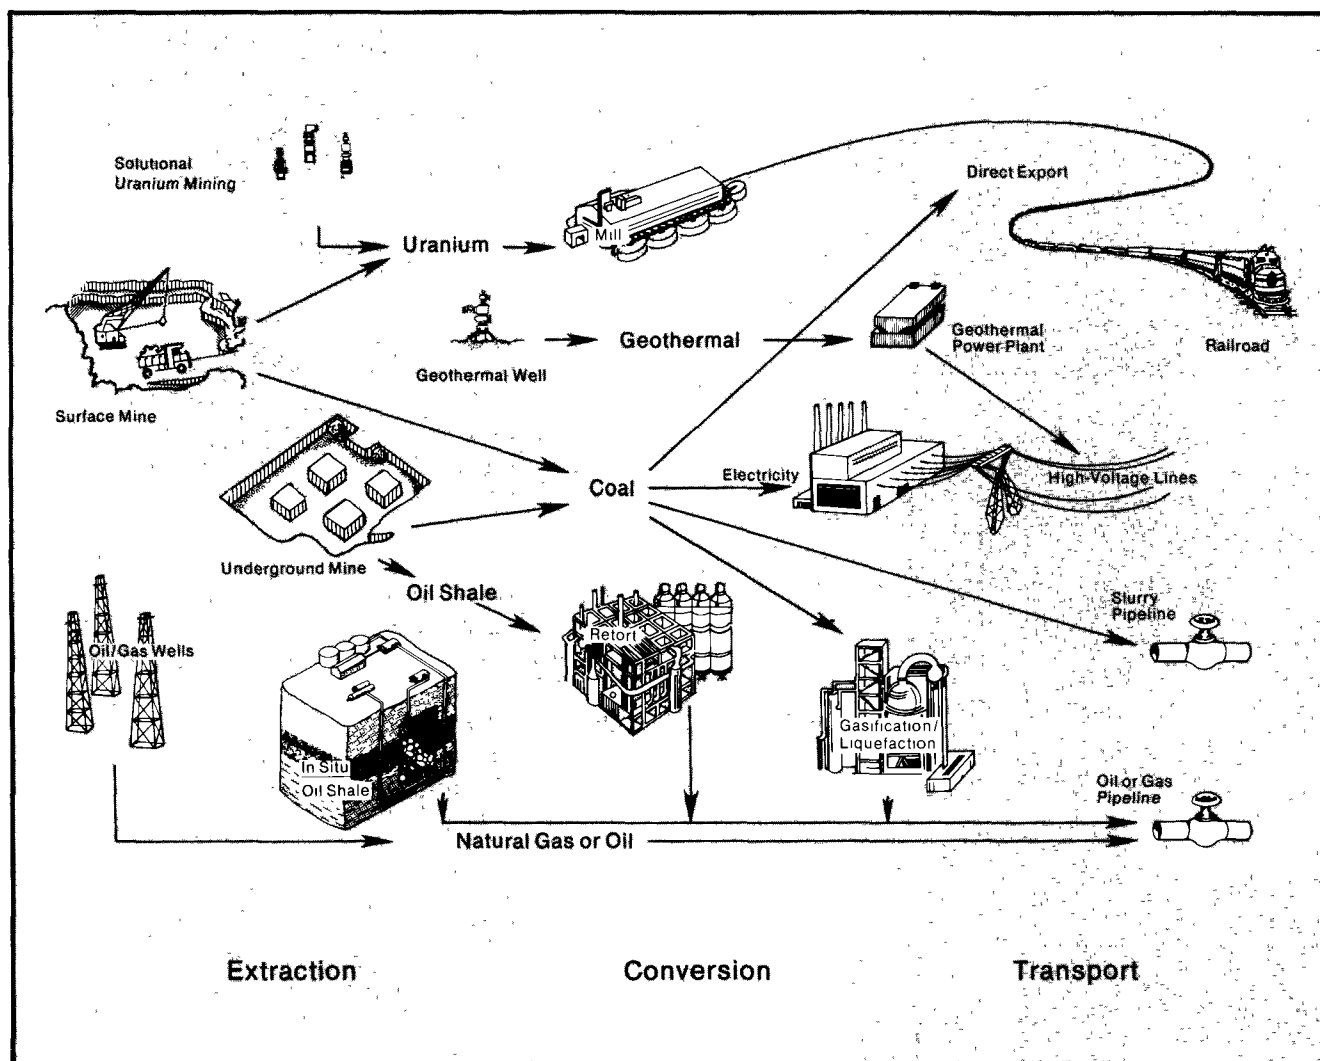 Solutional
Uranium Mining
Uranium
Mill
Direct Export
Railroad
Surface Mine
Geothermal Well
Geothermal
Geothermal
Power Plant
Underground Mine
Coal
Electricity
High-Voltage Lines
Oil Shale
Retort
Slurry
Pipeline
Oil/Gas Wells
In Situ
Oil Shale
Gasification/
Liquefaction
Oil or Gas
Pipeline
Natural Gas or Oil
Extraction
Conversion
Transport